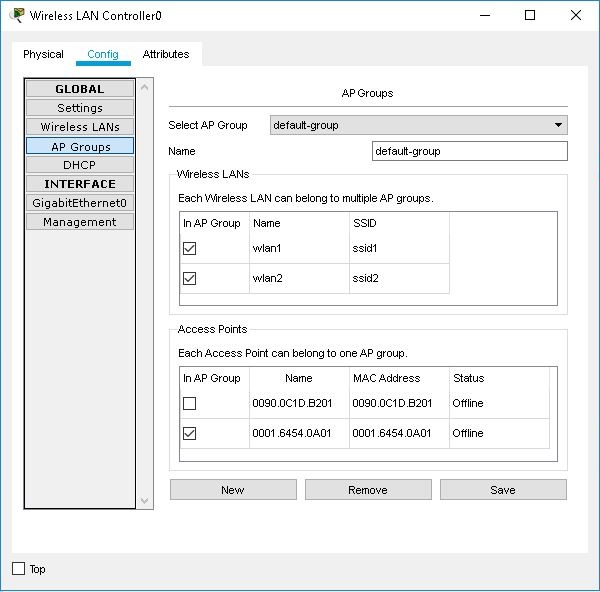 Wireless LAN Controller0
Physical Config Attributes
GLOBAL
Settings
Wireless LANs
AP Groups
DHCP
INTERFACE
GigabitEthernet0
Management
AP Groups
Select AP Group default-group
Name default-group
Wireless LANs
Each Wireless LAN can belong to multiple AP groups.
In AP Group Name SSID
wlan1 ssid1
wlan2 ssid2
Access Points
Each Access Point can belong to one AP group.
In AP Group Name MAC Address Status
0090.0C1D.B201 0090.0C1D.B201 Offline
0001.6454.0A01 0001.6454.0A01 Offline
New Remove Save
Top